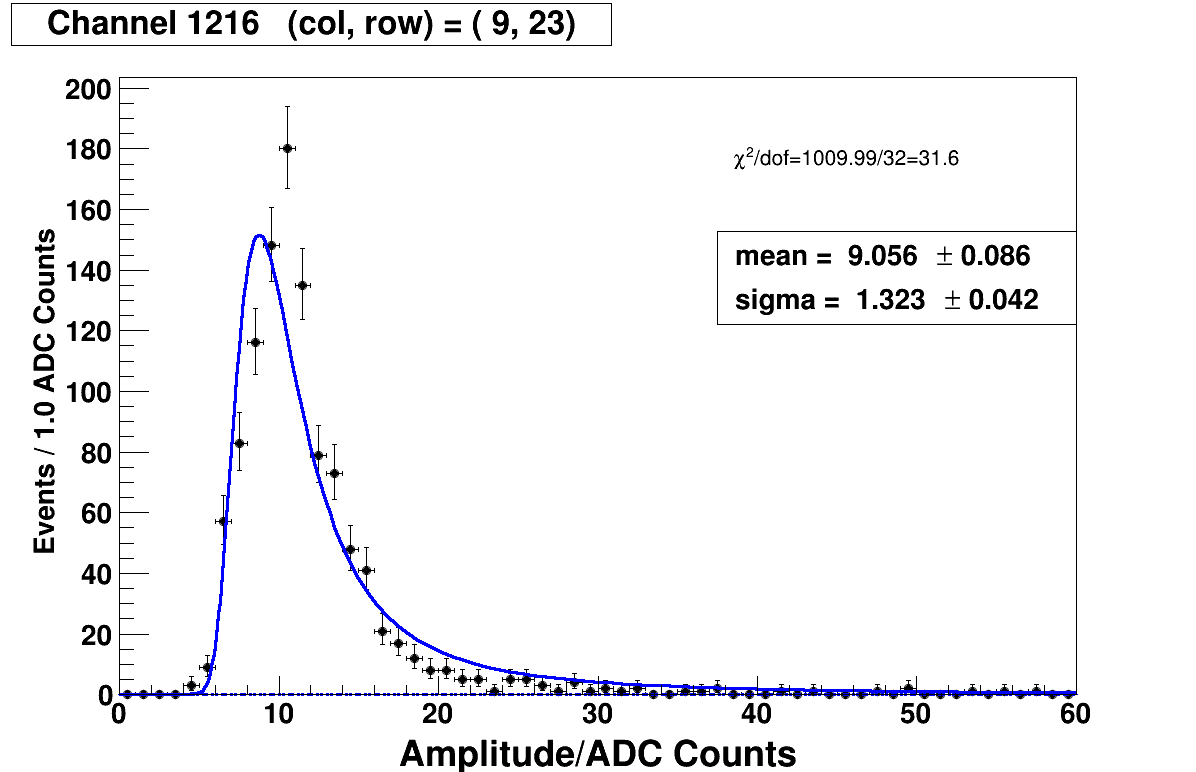 Channel 1216 (col, row) = ( 9, 23)
200
180
160
140
120
100
80
60
40
20
0
Events / 1.0 ADC Counts
χ²/dof=1009.99/32=31.6
mean = 9.056 ± 0.086
sigma = 1.323 ± 0.042
0 10 20 30 40 50 60
Amplitude/ADC Counts